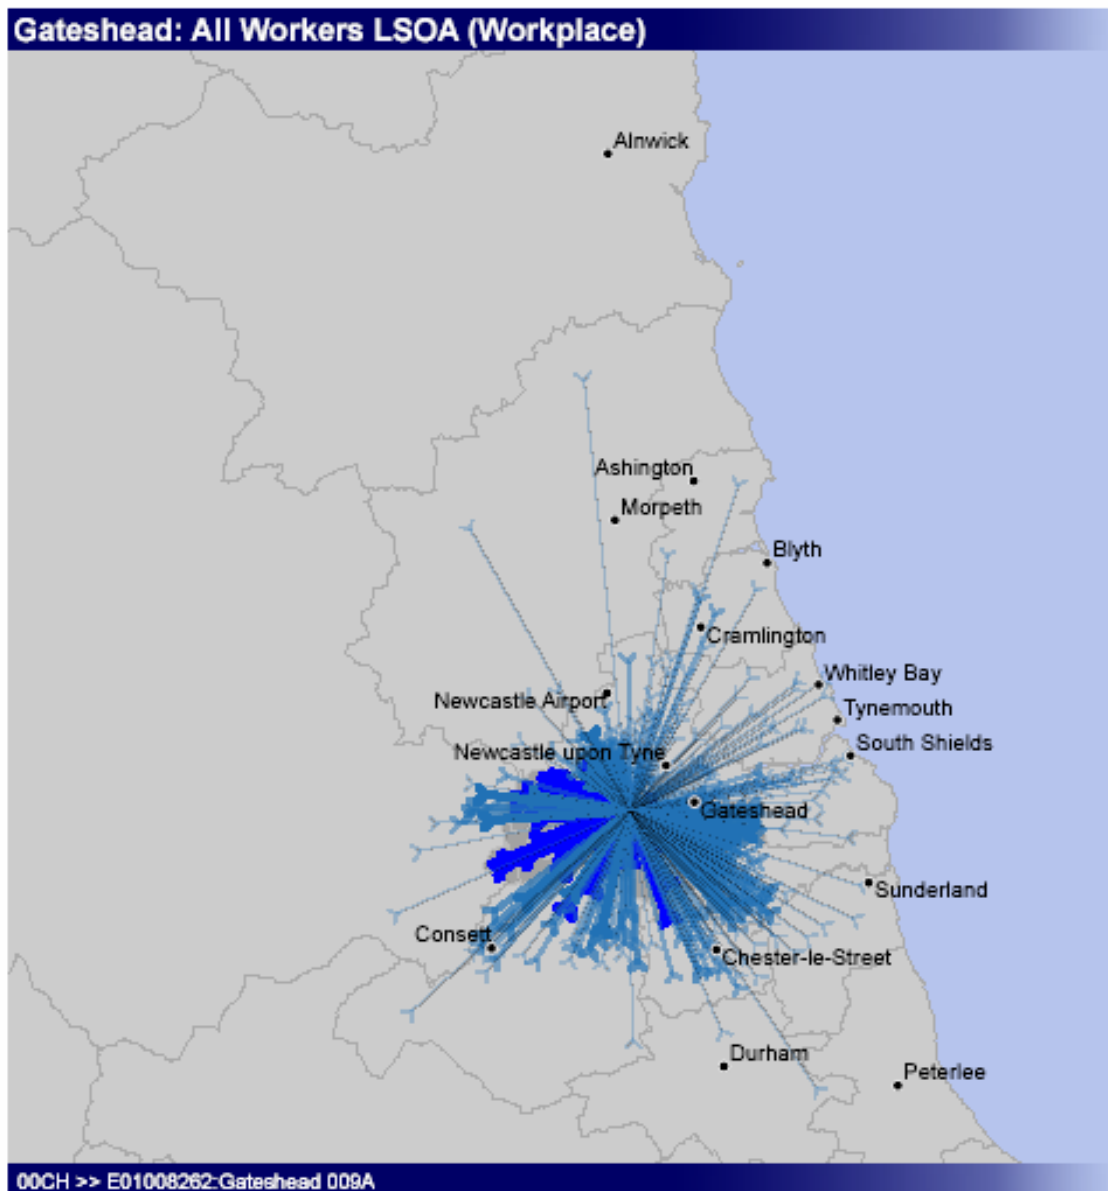 Gateshead: All Workers LSOA (Workplace)
Alnwick
Ashington
Morpeth
Blyth
Cramlington
Whitley Bay
Newcastle Airport
Tynemouth
South Shields
Newcastle upon Tyne
Gateshead
Sunderland
Consett
Chester-le-Street
Durham
Peterlee
00CH >> E01008262:Gateshead 009A